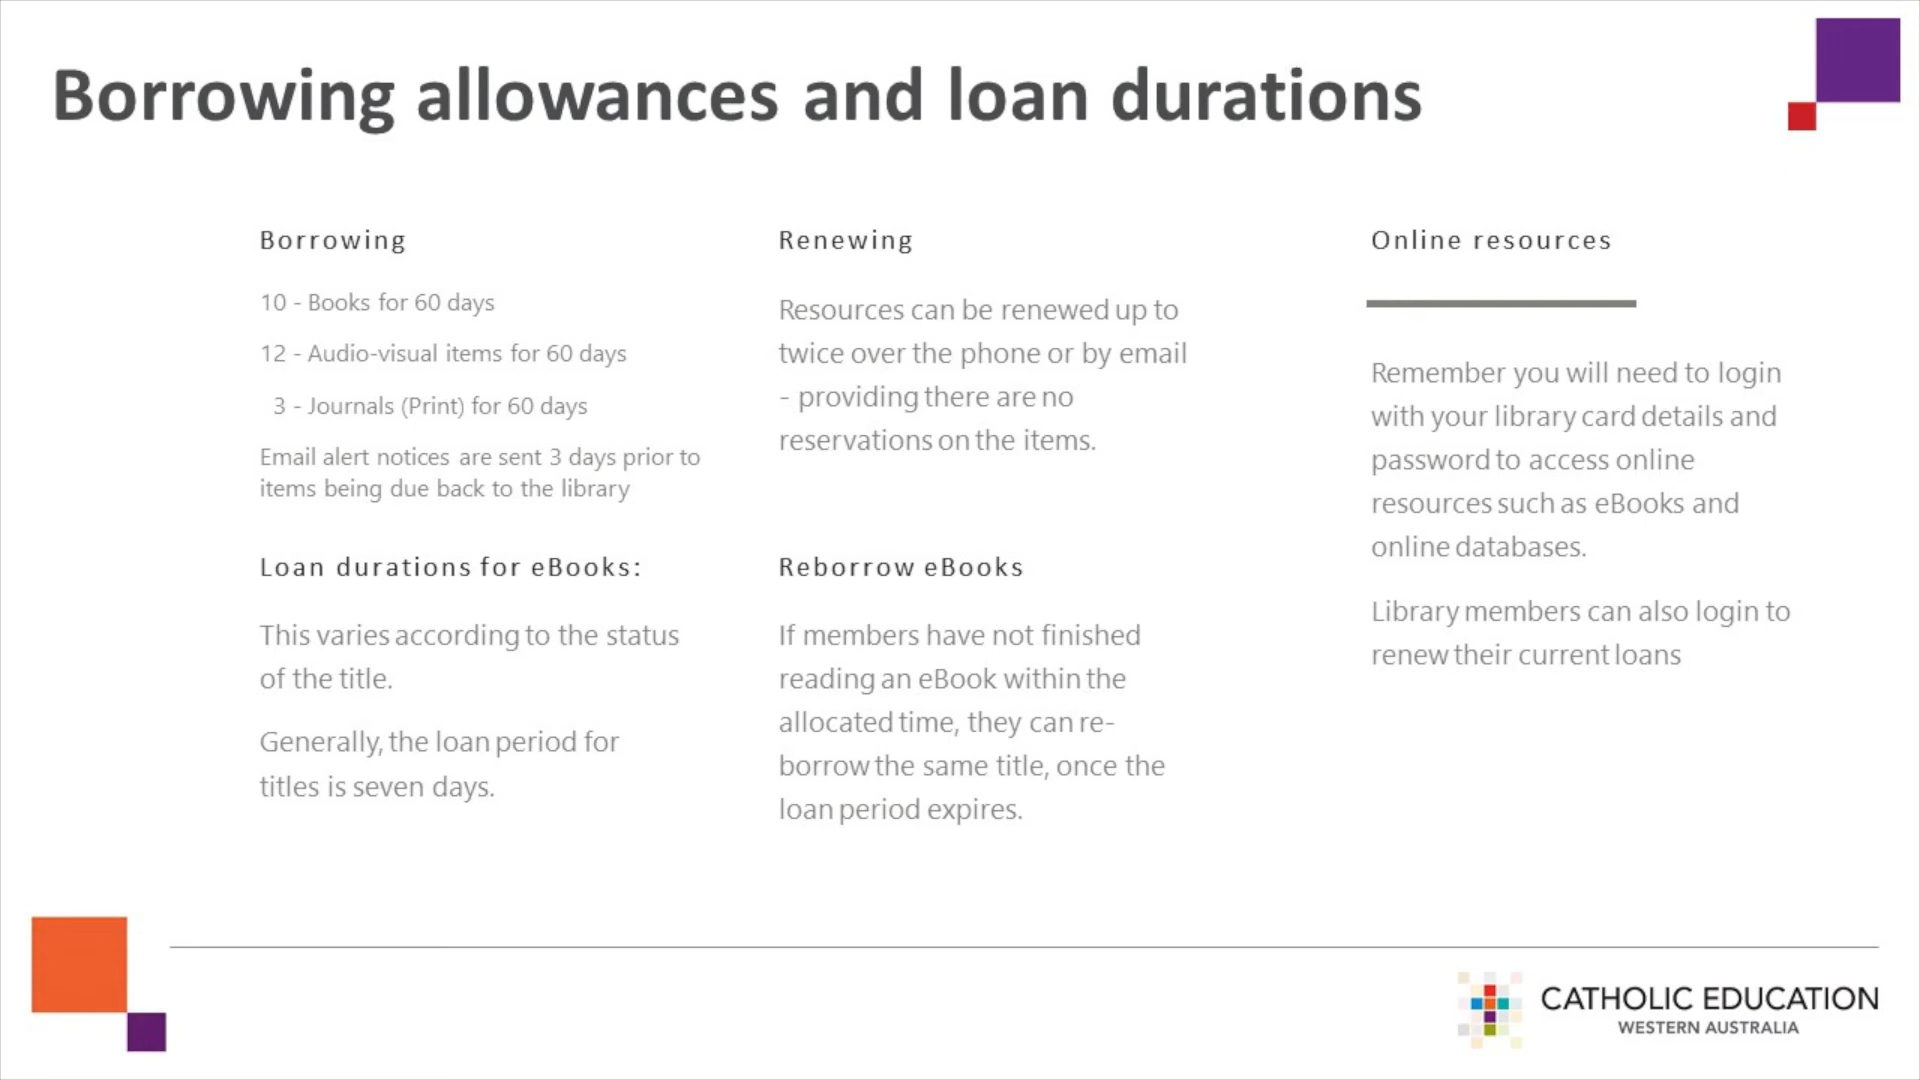 Borrowing allowances and loan durations
Borrowing
10 - Books for 60 days
12 - Audio-visual items for 60 days
3 - Journals (Print) for 60 days
Email alert notices are sent 3 days prior to
items being due back to the library
Renewing
Resources can be renewed up to
twice over the phone or by email
- providing there are no
reservations on the items.
Online resources
Remember you will need to login
with your library card details and
password to access online
resources such as eBooks and
online databases.
Library members can also login to
renew their current loans
Loan durations for eBooks:
This varies according to the status
of the title.
Generally, the loan period for
titles is seven days.
Reborrow eBooks
If members have not finished
reading an eBook within the
allocated time, they can re-
borrow the same title, once the
loan period expires.
CATHOLIC EDUCATION
WESTERN AUSTRALIA